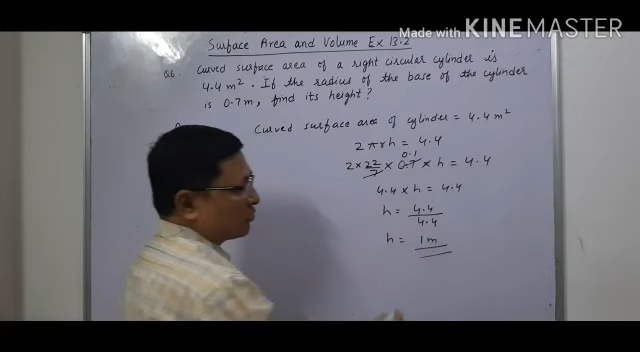 Made with KINEMASTER
Surface Area and Volume Ex 13.2
Q.6. Curved surface area of a right circular cylinder is
4.4 m². If the radius of the base of the cylinder
is 0.7m, find its height?
Curved surface area of cylinder = 4.4 m²
2πrh = 4.4
0.1
2 × 22/7 × 0.7 × h = 4.4
4.4 × h = 4.4
h = 4.4/4.4
h = 1m